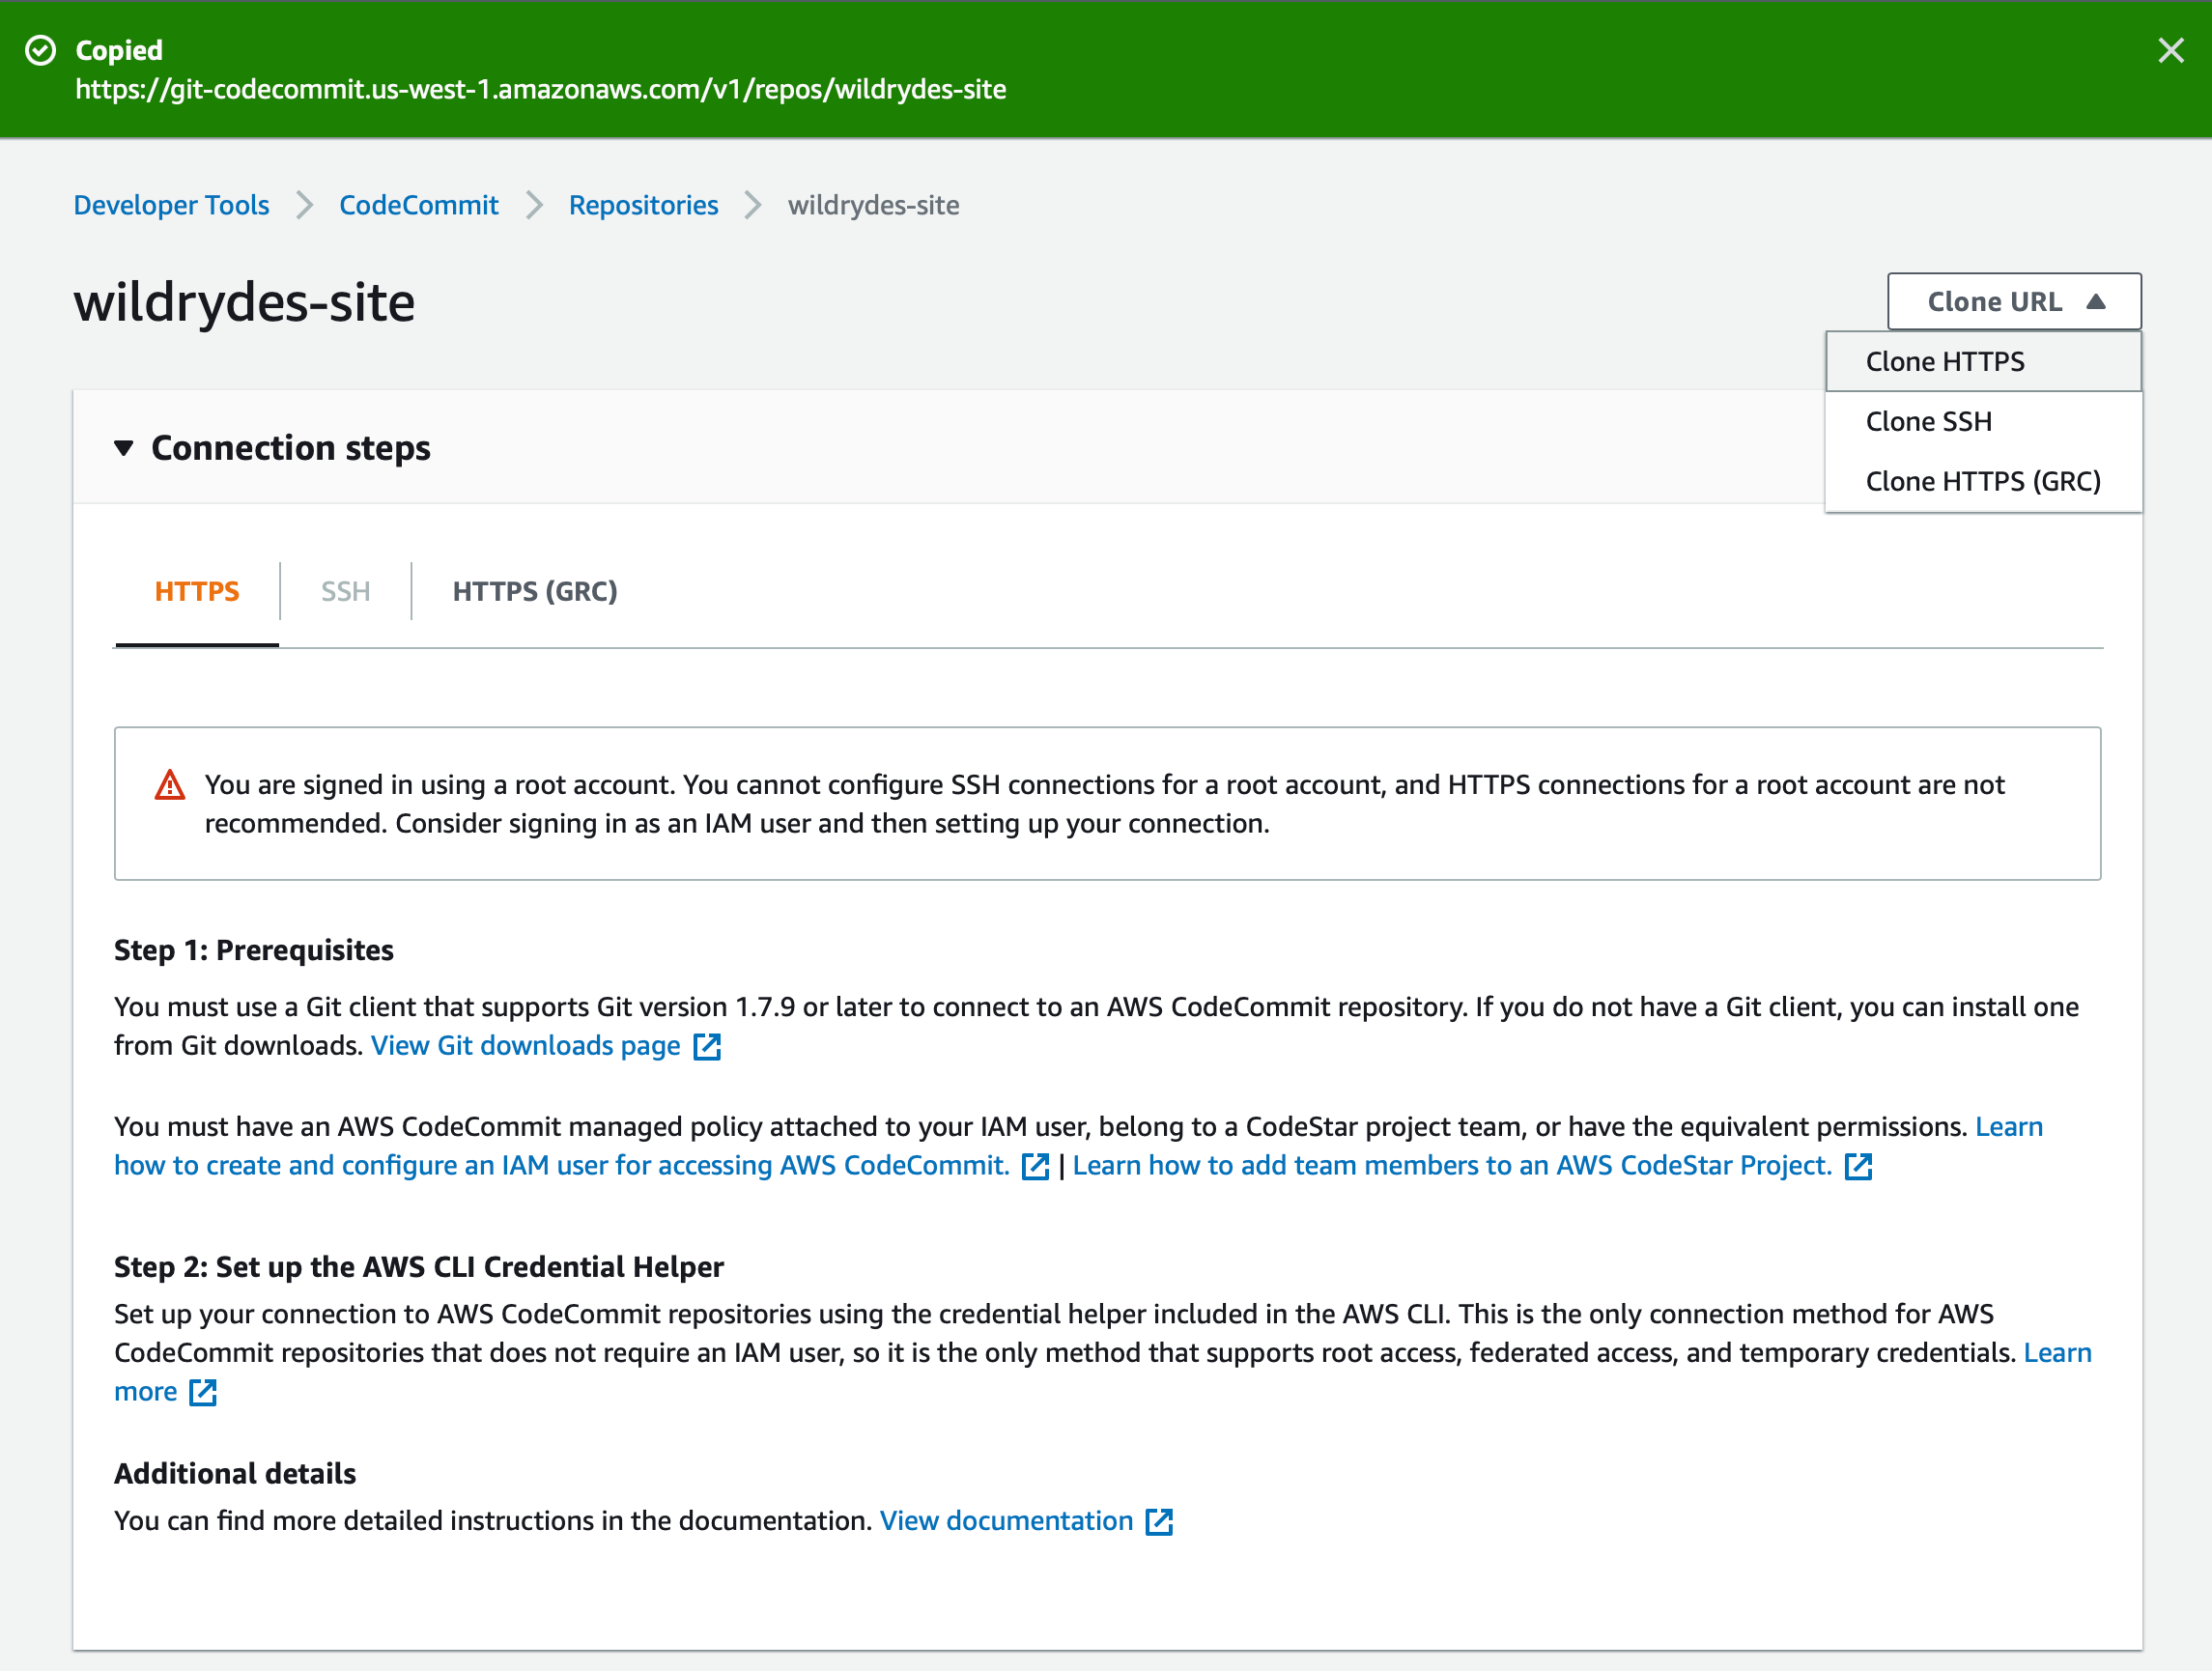 Copied
https://git-codecommit.us-west-1.amazonaws.com/v1/repos/wildrydes-site
Developer Tools
CodeCommit
Repositories
wildrydes-site
wildrydes-site
Clone URL
Clone HTTPS
Clone SSH
Clone HTTPS (GRC)
Connection steps
HTTPS
SSH
HTTPS (GRC)
You are signed in using a root account. You cannot configure SSH connections for a root account, and HTTPS connections for a root account are not
recommended. Consider signing in as an IAM user and then setting up your connection.
Step 1: Prerequisites
You must use a Git client that supports Git version 1.7.9 or later to connect to an AWS CodeCommit repository. If you do not have a Git client, you can install one
from Git downloads. View Git downloads page
You must have an AWS CodeCommit managed policy attached to your IAM user, belong to a CodeStar project team, or have the equivalent permissions. Learn
how to create and configure an IAM user for accessing AWS CodeCommit. | Learn how to add team members to an AWS CodeStar Project.
Step 2: Set up the AWS CLI Credential Helper
Set up your connection to AWS CodeCommit repositories using the credential helper included in the AWS CLI. This is the only connection method for AWS
CodeCommit repositories that does not require an IAM user, so it is the only method that supports root access, federated access, and temporary credentials. Learn
more
Additional details
You can find more detailed instructions in the documentation. View documentation